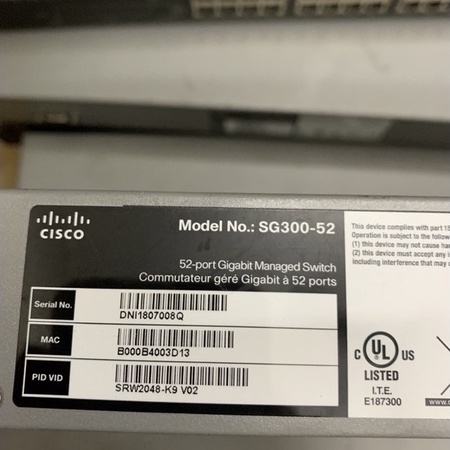 CISCO
Model No.: SG300-52
52-port Gigabit Managed Switch
Commutateur géré Gigabit à 52 ports
Serial No.
DNI1807008Q
MAC
B000B4003D13
PID VID
SRW2048-K9 V02
This device complies with part 15
Operation is subject to the follow
(1) this device may not cause har
(2) this device must accept any i
including interference that may
C UL US
LISTED
I.T.E.
E187300